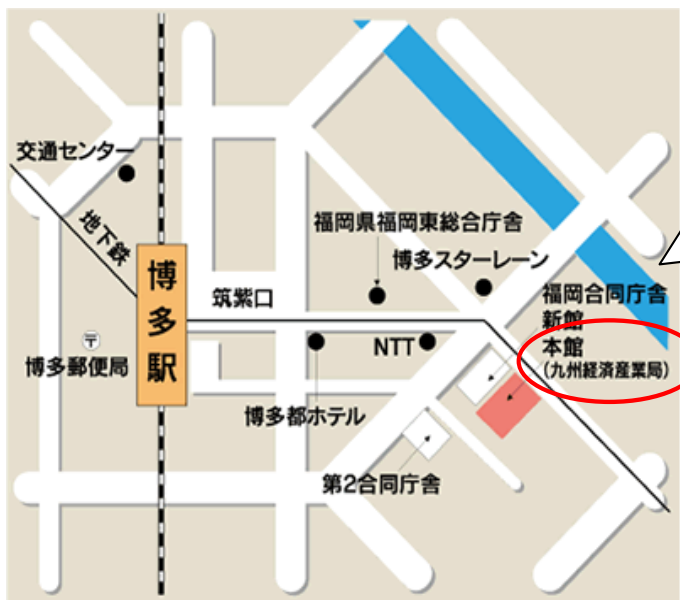 交通センター
地下鉄
博多駅
筑紫口
福岡県福岡東総合庁舎
博多スターレーン
福岡合同庁舎
新館
本館
(九州経済産業局)
〒
博多郵便局
NTT
博多都ホテル
第2合同庁舎